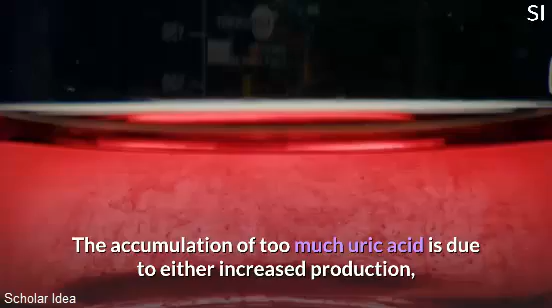 SI
The accumulation of too much uric acid is due
to either increased production,
Scholar Idea